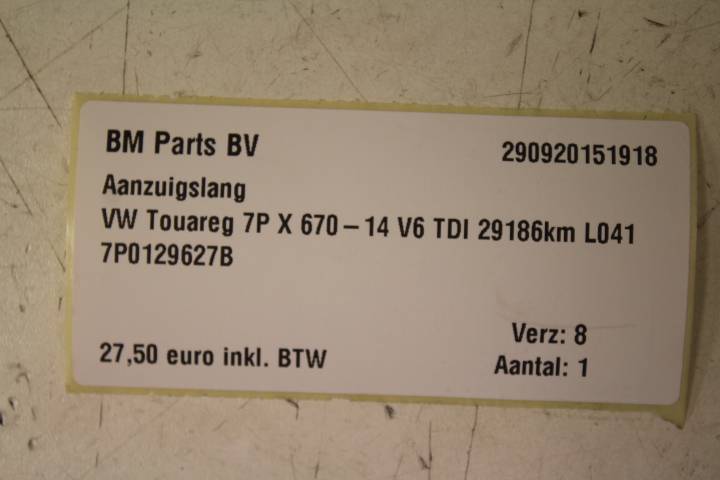 BM Parts BV 290920151918
Aanzuigslang
VW Touareg 7P X 670-14 V6 TDI 29186km L041
7P0129627B
Verz: 8
27,50 euro inkl. BTW Aantal: 1